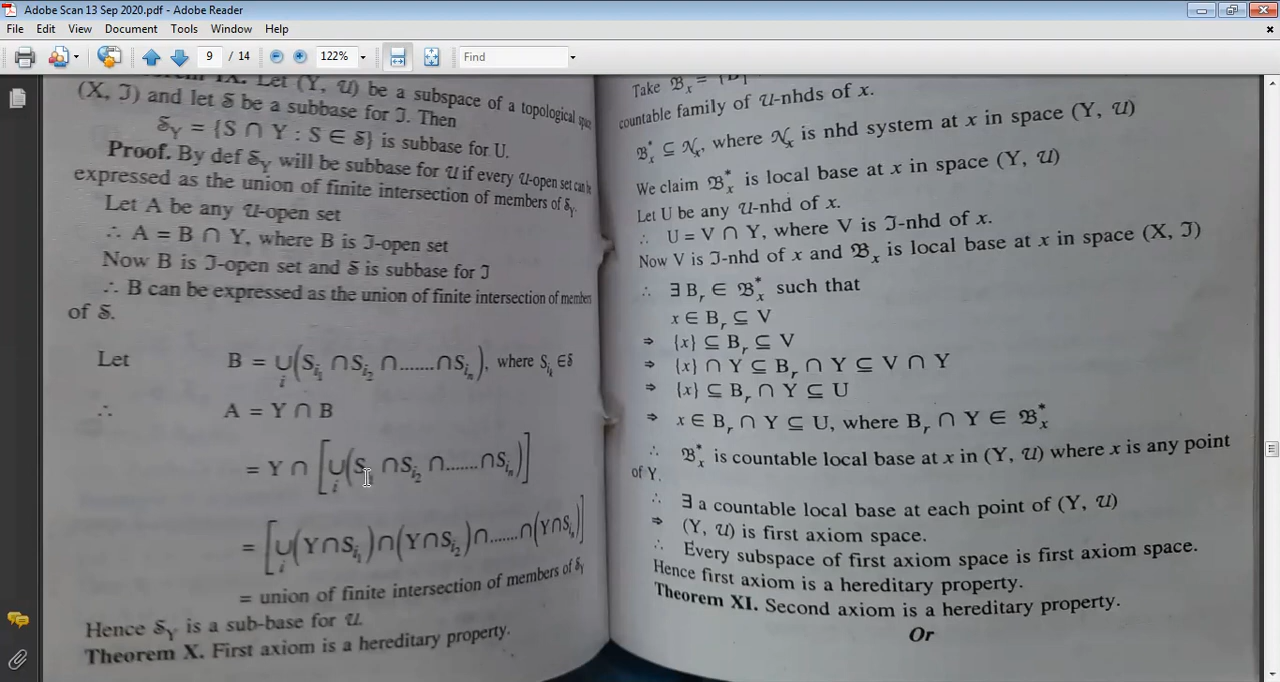 Adobe Scan 13 Sep 2020.pdf - Adobe Reader
File Edit View Document Tools Window Help
9 / 14 122% Find
IX. Let (Y, 𝒰) be a subspace of a topological space
(X, ℑ) and let 𝒮 be a subbase for ℑ. Then
𝒮_Y = {S ∩ Y : S ∈ 𝒮} is subbase for U.
Proof. By def 𝒮_Y will be subbase for 𝒰 if every 𝒰-open set can be
expressed as the union of finite intersection of members of 𝒮_Y.
Let A be any 𝒰-open set
∴ A = B ∩ Y, where B is ℑ-open set
Now B is ℑ-open set and 𝒮 is subbase for ℑ
∴ B can be expressed as the union of finite intersection of members
of 𝒮.
Let B = ∪_i (S_{i_1} ∩ S_{i_2} ∩ ....... ∩ S_{i_n}), where S_{i_k} ∈ 𝒮
∴ A = Y ∩ B
= Y ∩ [∪_i (S_{i_1} ∩ S_{i_2} ∩ ....... ∩ S_{i_n})]
= [∪_i (Y ∩ S_{i_1}) ∩ (Y ∩ S_{i_2}) ∩ ....... ∩ (Y ∩ S_{i_n})]
= union of finite intersection of members of 𝒮_Y
Hence 𝒮_Y is a sub-base for 𝒰.
Theorem X. First axiom is a hereditary property.
Take ℬ_x =
countable family of 𝒰-nhds of x.
ℬ*_x ⊆ 𝒩_x, where 𝒩_x is nhd system at x in space (Y, 𝒰)
We claim ℬ*_x is local base at x in space (Y, 𝒰)
Let U be any 𝒰-nhd of x.
∴ U = V ∩ Y, where V is ℑ-nhd of x.
Now V is ℑ-nhd of x and ℬ_x is local base at x in space (X, ℑ)
∴ ∃ B_r ∈ ℬ*_x such that
x ∈ B_r ⊆ V
⇒ {x} ⊆ B_r ⊆ V
⇒ {x} ∩ Y ⊆ B_r ∩ Y ⊆ V ∩ Y
⇒ {x} ⊆ B_r ∩ Y ⊆ U
⇒ x ∈ B_r ∩ Y ⊆ U, where B_r ∩ Y ∈ ℬ*_x
∴ ℬ*_x is countable local base at x in (Y, 𝒰) where x is any point
of Y.
∴ ∃ a countable local base at each point of (Y, 𝒰)
⇒ (Y, 𝒰) is first axiom space.
∴ Every subspace of first axiom space is first axiom space.
Hence first axiom is a hereditary property.
Theorem XI. Second axiom is a hereditary property.
Or